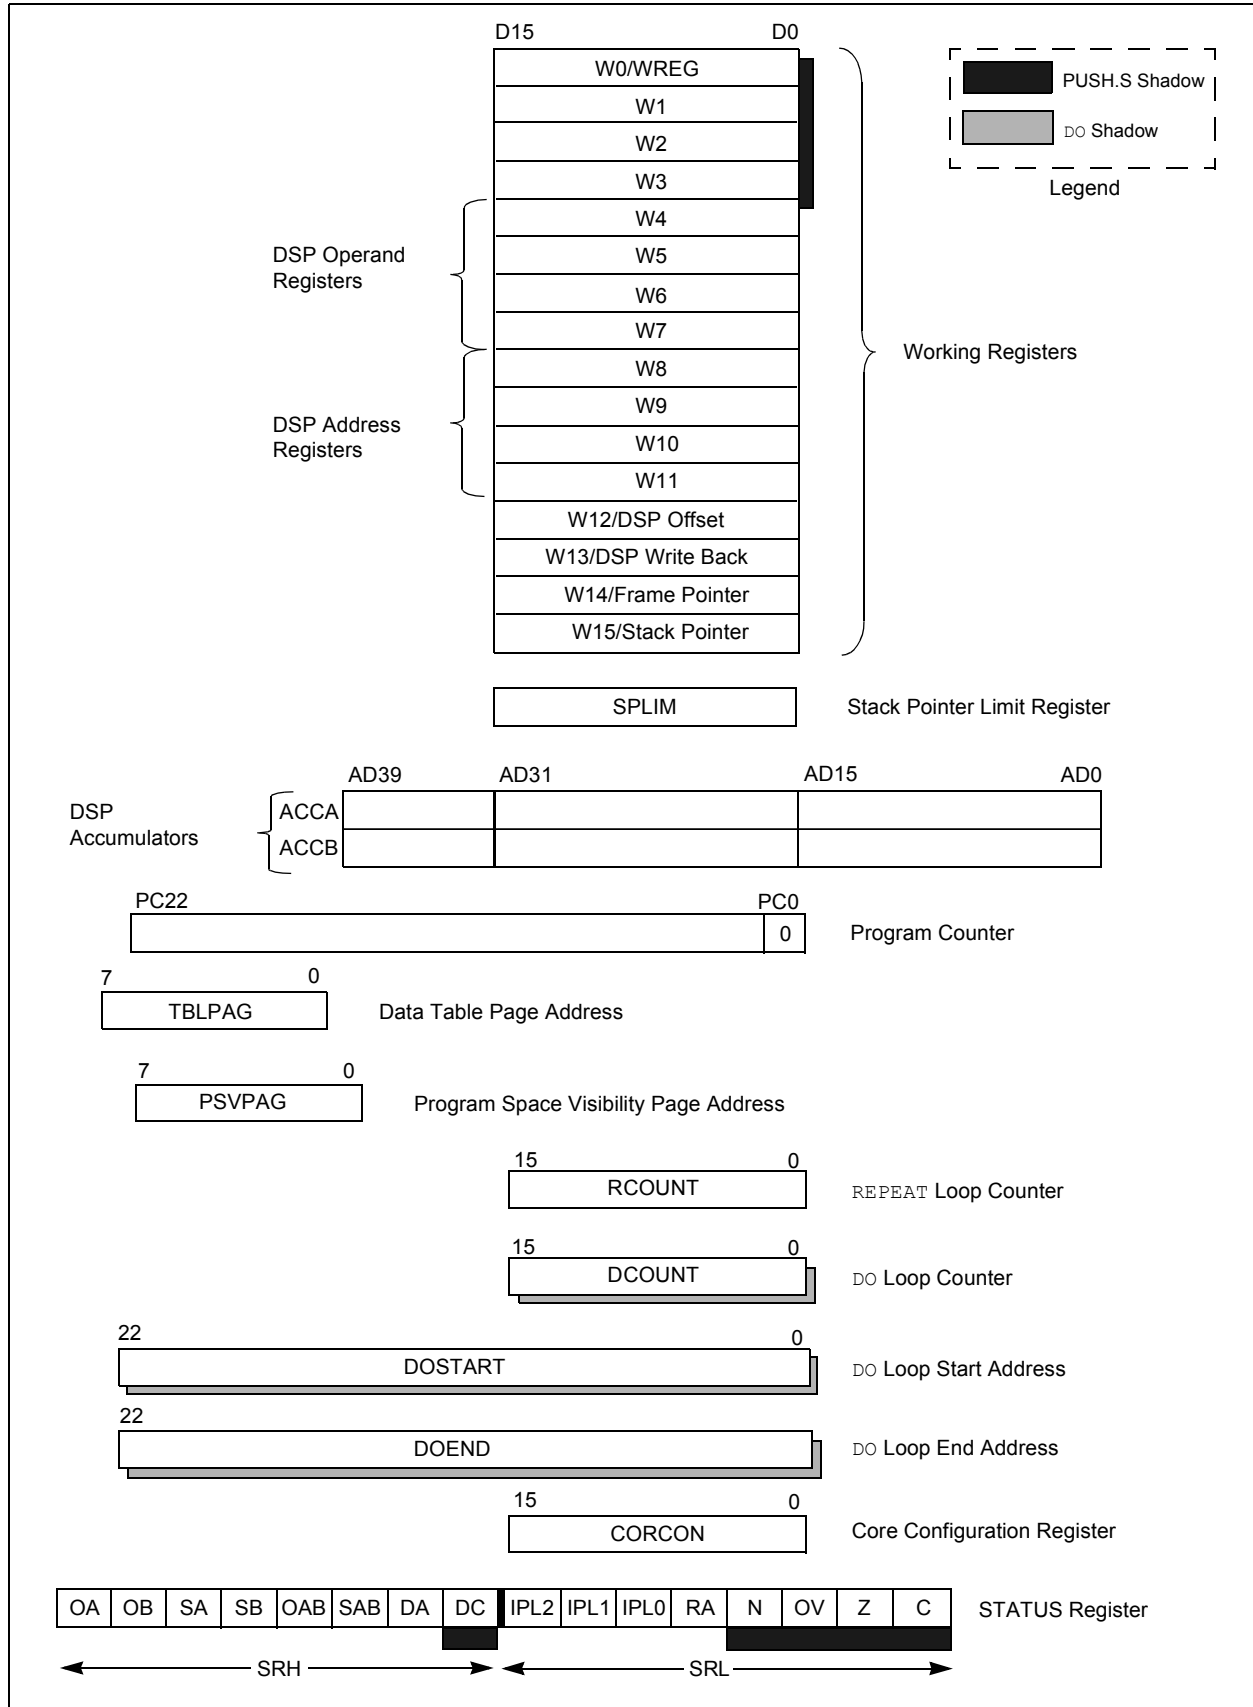 D15 D0
W0/WREG
PUSH.S Shadow
W1
DO Shadow
W2
W3
Legend
W4
DSP Operand
Registers
W5
W6
W7
Working Registers
W8
W9
DSP Address
Registers
W10
W11
W12/DSP Offset
W13/DSP Write Back
W14/Frame Pointer
W15/Stack Pointer
SPLIM Stack Pointer Limit Register
AD39 AD31 AD15 AD0
DSP
Accumulators
ACCA
ACCB
PC22 PC0
0 Program Counter
7 0
TBLPAG Data Table Page Address
7 0
PSVPAG Program Space Visibility Page Address
15 0
RCOUNT REPEAT Loop Counter
15 0
DCOUNT DO Loop Counter
22 0
DOSTART DO Loop Start Address
22
DOEND DO Loop End Address
15 0
CORCON Core Configuration Register
OA OB SA SB OAB SAB DA DC IPL2 IPL1 IPL0 RA N OV Z C STATUS Register
SRH SRL